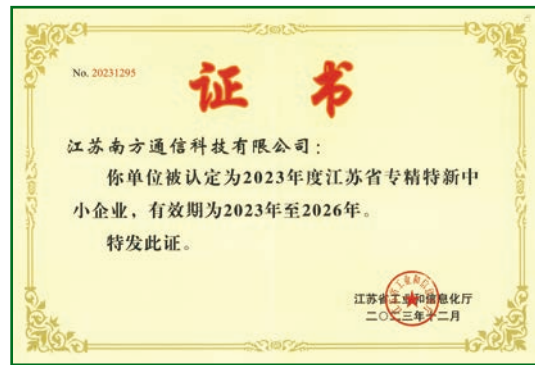 No. 20231295
证 书
江苏南方通信科技有限公司：
你单位被认定为2023年度江苏省专精特新中
小企业，有效期为2023年至2026年。
特发此证。
江苏省工业和信息化厅
二〇二三年十二月